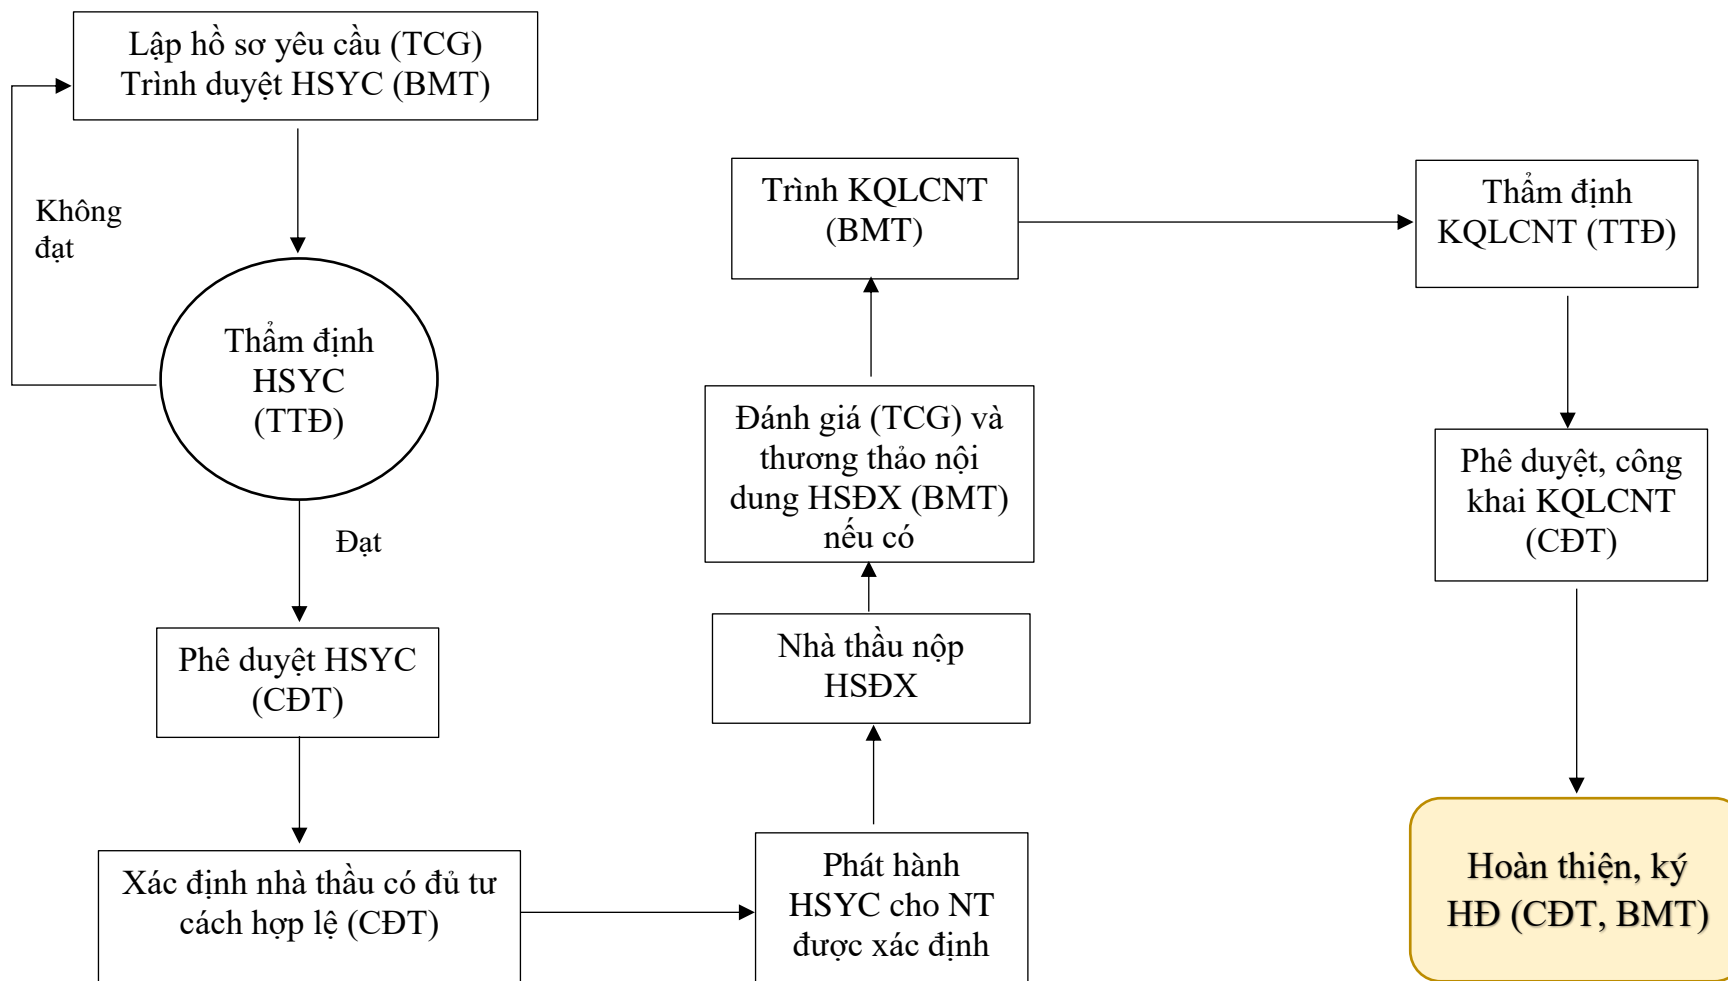 Lập hồ sơ yêu cầu (TCG)
Trình duyệt HSYC (BMT)
Không
đạt
Thẩm định
HSYC
(TTĐ)
Đạt
Phê duyệt HSYC
(CĐT)
Xác định nhà thầu có đủ tư
cách hợp lệ (CĐT)
Phát hành
HSYC cho NT
được xác định
Nhà thầu nộp
HSĐX
Đánh giá (TCG) và
thương thảo nội
dung HSĐX (BMT)
nếu có
Trình KQLCNT
(BMT)
Thẩm định
KQLCNT (TTĐ)
Phê duyệt, công
khai KQLCNT
(CĐT)
Hoàn thiện, ký
HĐ (CĐT, BMT)